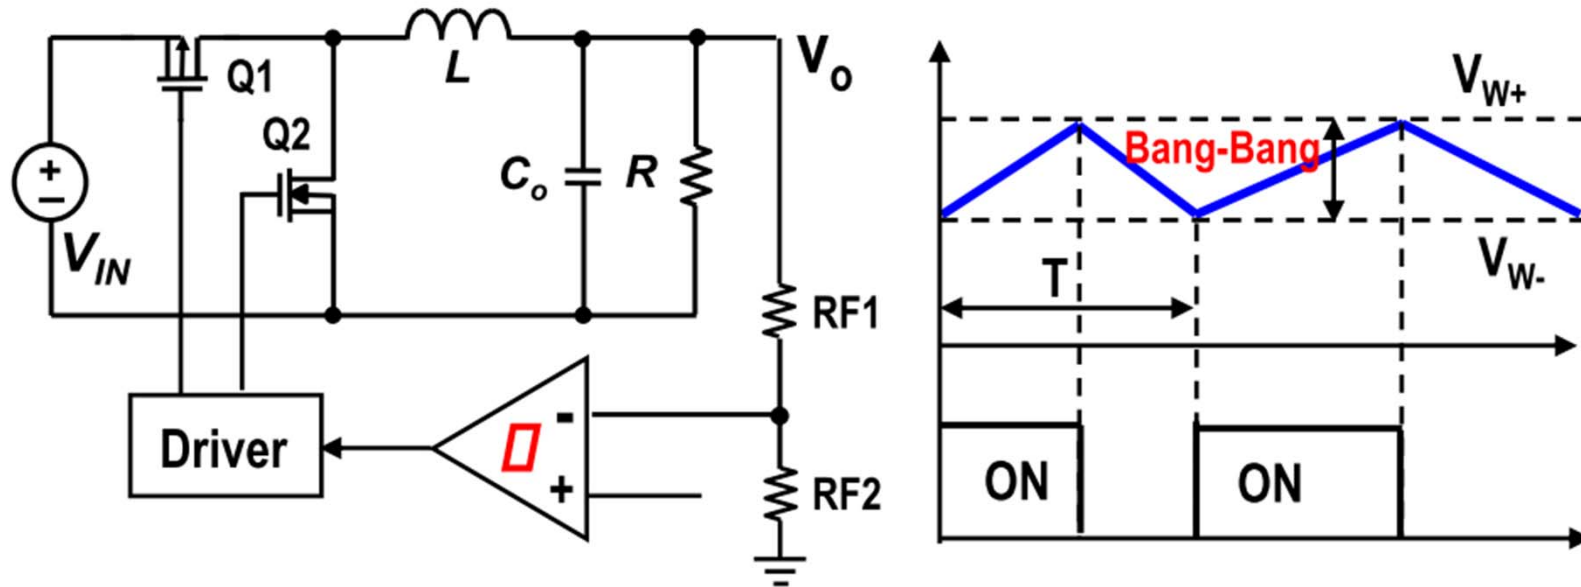 Q1
L
Vo
VW+
Q2
Bang-Bang
Co
R
VIN
VW-
T
RF1
Driver
-
+
ON
ON
RF2
+
-